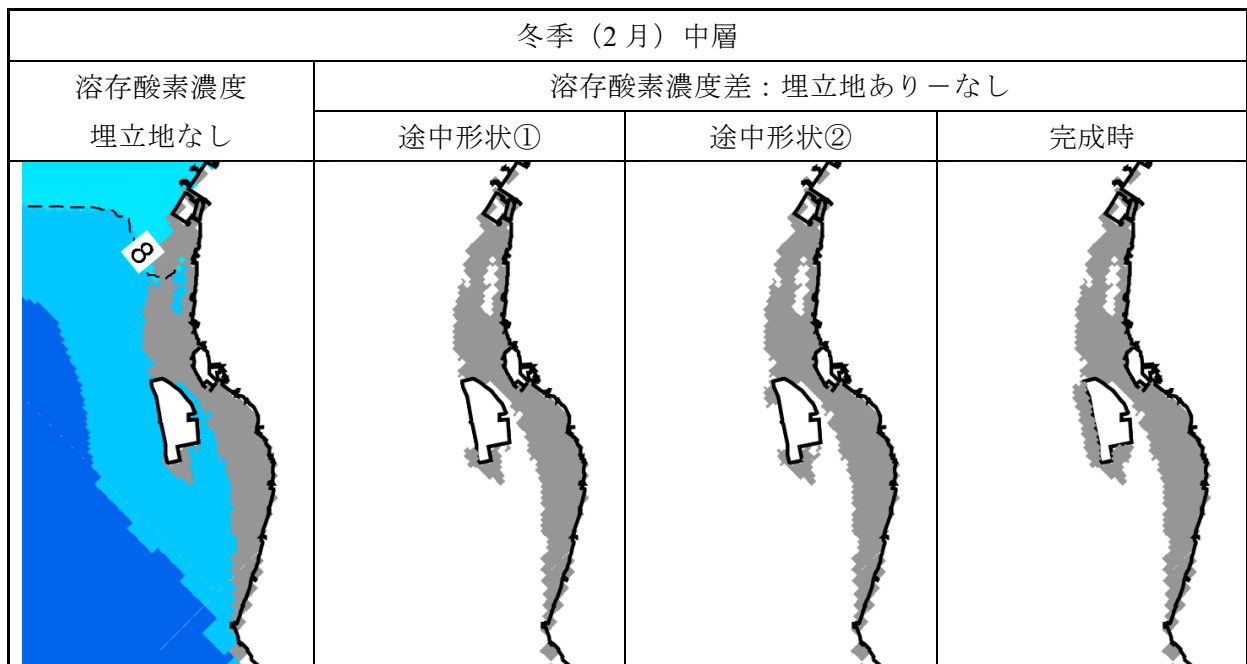 冬季（2月）中層
溶存酸素濃度
埋立地なし
溶存酸素濃度差：埋立地あり－なし
途中形状①
途中形状②
完成時
8